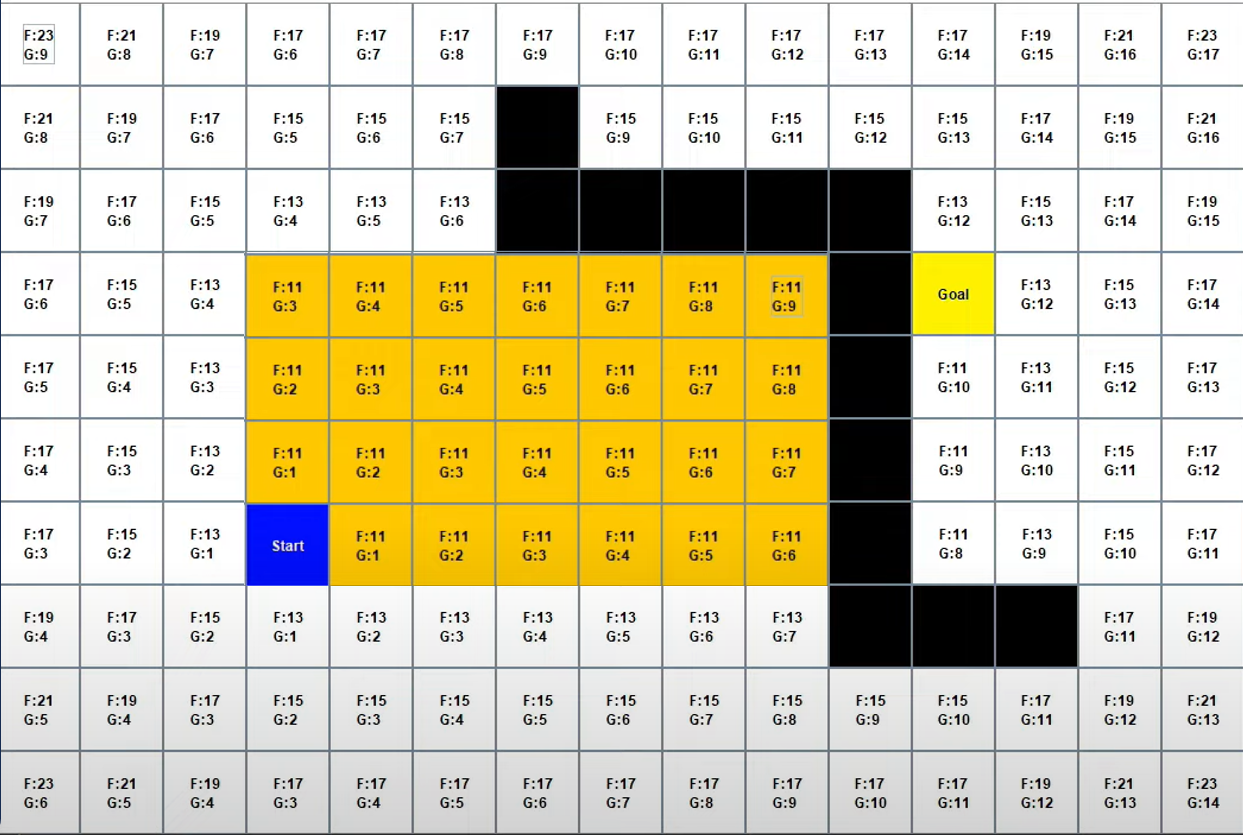 F:23 F:21 F:19 F:17 F:17 F:17 F:17 F:17 F:17 F:17 F:17 F:17 F:19 F:21 F:23
G:9 G:8 G:7 G:6 G:7 G:8 G:9 G:10 G:11 G:12 G:13 G:14 G:15 G:16 G:17
F:21 F:19 F:17 F:15 F:15 F:15 F:15 F:15 F:15 F:15 F:15 F:17 F:19 F:21
G:8 G:7 G:6 G:5 G:6 G:7 G:9 G:10 G:11 G:12 G:13 G:14 G:15 G:16
F:19 F:17 F:15 F:13 F:13 F:13 F:13 F:15 F:17 F:19
G:7 G:6 G:5 G:4 G:5 G:6 G:12 G:13 G:14 G:15
F:17 F:15 F:13 F:11 F:11 F:11 F:11 F:11 F:11 F:11 Goal F:13 F:15 F:17
G:6 G:5 G:4 G:3 G:4 G:5 G:6 G:7 G:8 G:9 G:12 G:13 G:14
F:17 F:15 F:13 F:11 F:11 F:11 F:11 F:11 F:11 F:11 F:11 F:13 F:15 F:17
G:5 G:4 G:3 G:2 G:3 G:4 G:5 G:6 G:7 G:8 G:10 G:11 G:12 G:13
F:17 F:15 F:13 F:11 F:11 F:11 F:11 F:11 F:11 F:11 F:11 F:13 F:15 F:17
G:4 G:3 G:2 G:1 G:2 G:3 G:4 G:5 G:6 G:7 G:9 G:10 G:11 G:12
F:17 F:15 F:13 Start F:11 F:11 F:11 F:11 F:11 F:11 F:11 F:13 F:15 F:17
G:3 G:2 G:1 G:1 G:2 G:3 G:4 G:5 G:6 G:8 G:9 G:10 G:11
F:19 F:17 F:15 F:13 F:13 F:13 F:13 F:13 F:13 F:13 F:17 F:19
G:4 G:3 G:2 G:1 G:2 G:3 G:4 G:5 G:6 G:7 G:11 G:12
F:21 F:19 F:17 F:15 F:15 F:15 F:15 F:15 F:15 F:15 F:15 F:15 F:17 F:19 F:21
G:5 G:4 G:3 G:2 G:3 G:4 G:5 G:6 G:7 G:8 G:9 G:10 G:11 G:12 G:13
F:23 F:21 F:19 F:17 F:17 F:17 F:17 F:17 F:17 F:17 F:17 F:17 F:19 F:21 F:23
G:6 G:5 G:4 G:3 G:4 G:5 G:6 G:7 G:8 G:9 G:10 G:11 G:12 G:13 G:14